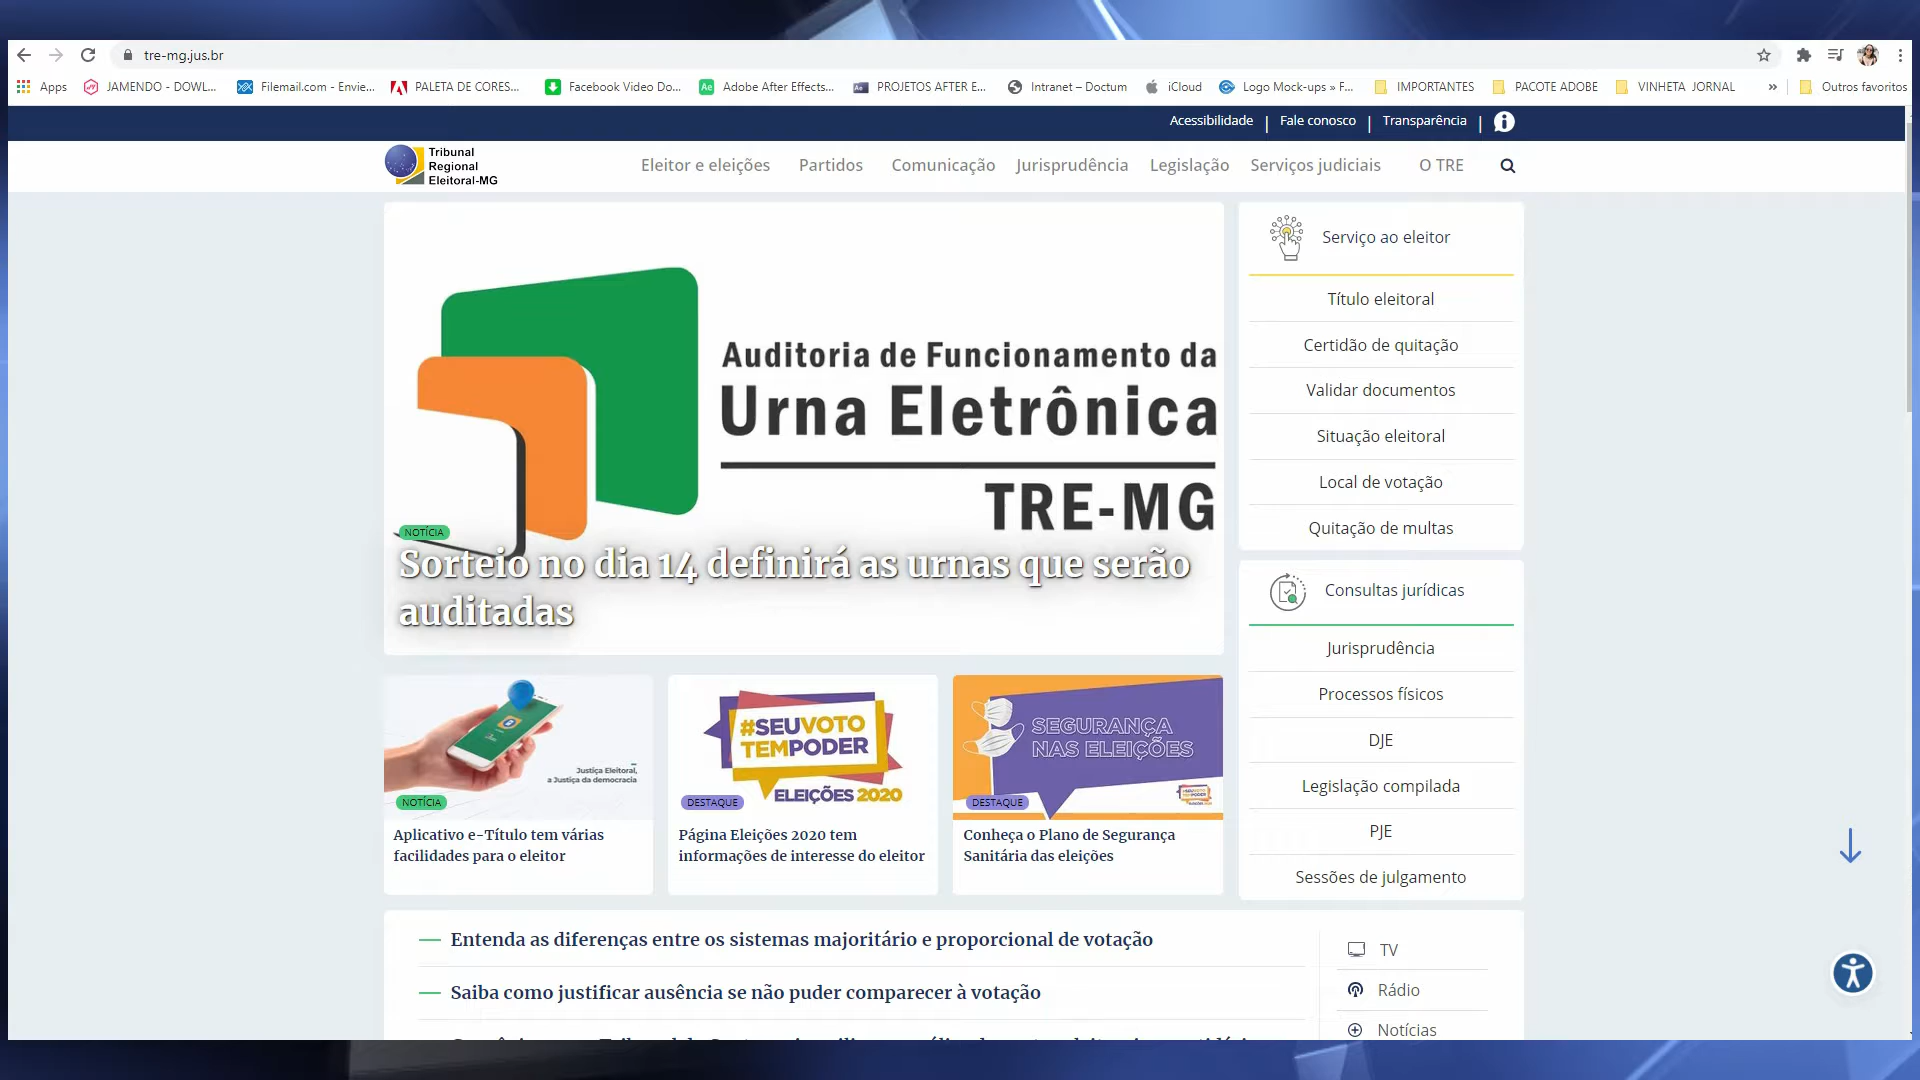 tre-mg.jus.br
Apps
JAMENDO - DOWL...
Filemail.com - Envie...
PALETA DE CORES...
Facebook Video Do...
Adobe After Effects...
PROJETOS AFTER E...
Intranet – Doctum
iCloud
Logo Mock-ups » F...
IMPORTANTES
PACOTE ADOBE
VINHETA JORNAL
»
Outros favoritos
Acessibilidade | Fale conosco | Transparência |
Tribunal
Regional
Eleitoral-MG
Eleitor e eleições
Partidos
Comunicação
Jurisprudência
Legislação
Serviços judiciais
O TRE
Auditoria de Funcionamento da
Urna Eletrônica
TRE-MG
NOTÍCIA
Sorteio no dia 14 definirá as urnas que serão
auditadas
Serviço ao eleitor
Título eleitoral
Certidão de quitação
Validar documentos
Situação eleitoral
Local de votação
Quitação de multas
Consultas jurídicas
Jurisprudência
Processos físicos
DJE
Legislação compilada
PJE
Sessões de julgamento
Justiça Eleitoral,
a Justiça da democracia
NOTÍCIA
Aplicativo e-Título tem várias
facilidades para o eleitor
#SEUVOTO
TEMPODER
ELEIÇÕES 2020
DESTAQUE
Página Eleições 2020 tem
informações de interesse do eleitor
SEGURANÇA
NAS ELEIÇÕES
DESTAQUE
Conheça o Plano de Segurança
Sanitária das eleições
Entenda as diferenças entre os sistemas majoritário e proporcional de votação
Saiba como justificar ausência se não puder comparecer à votação
TV
Rádio
Notícias